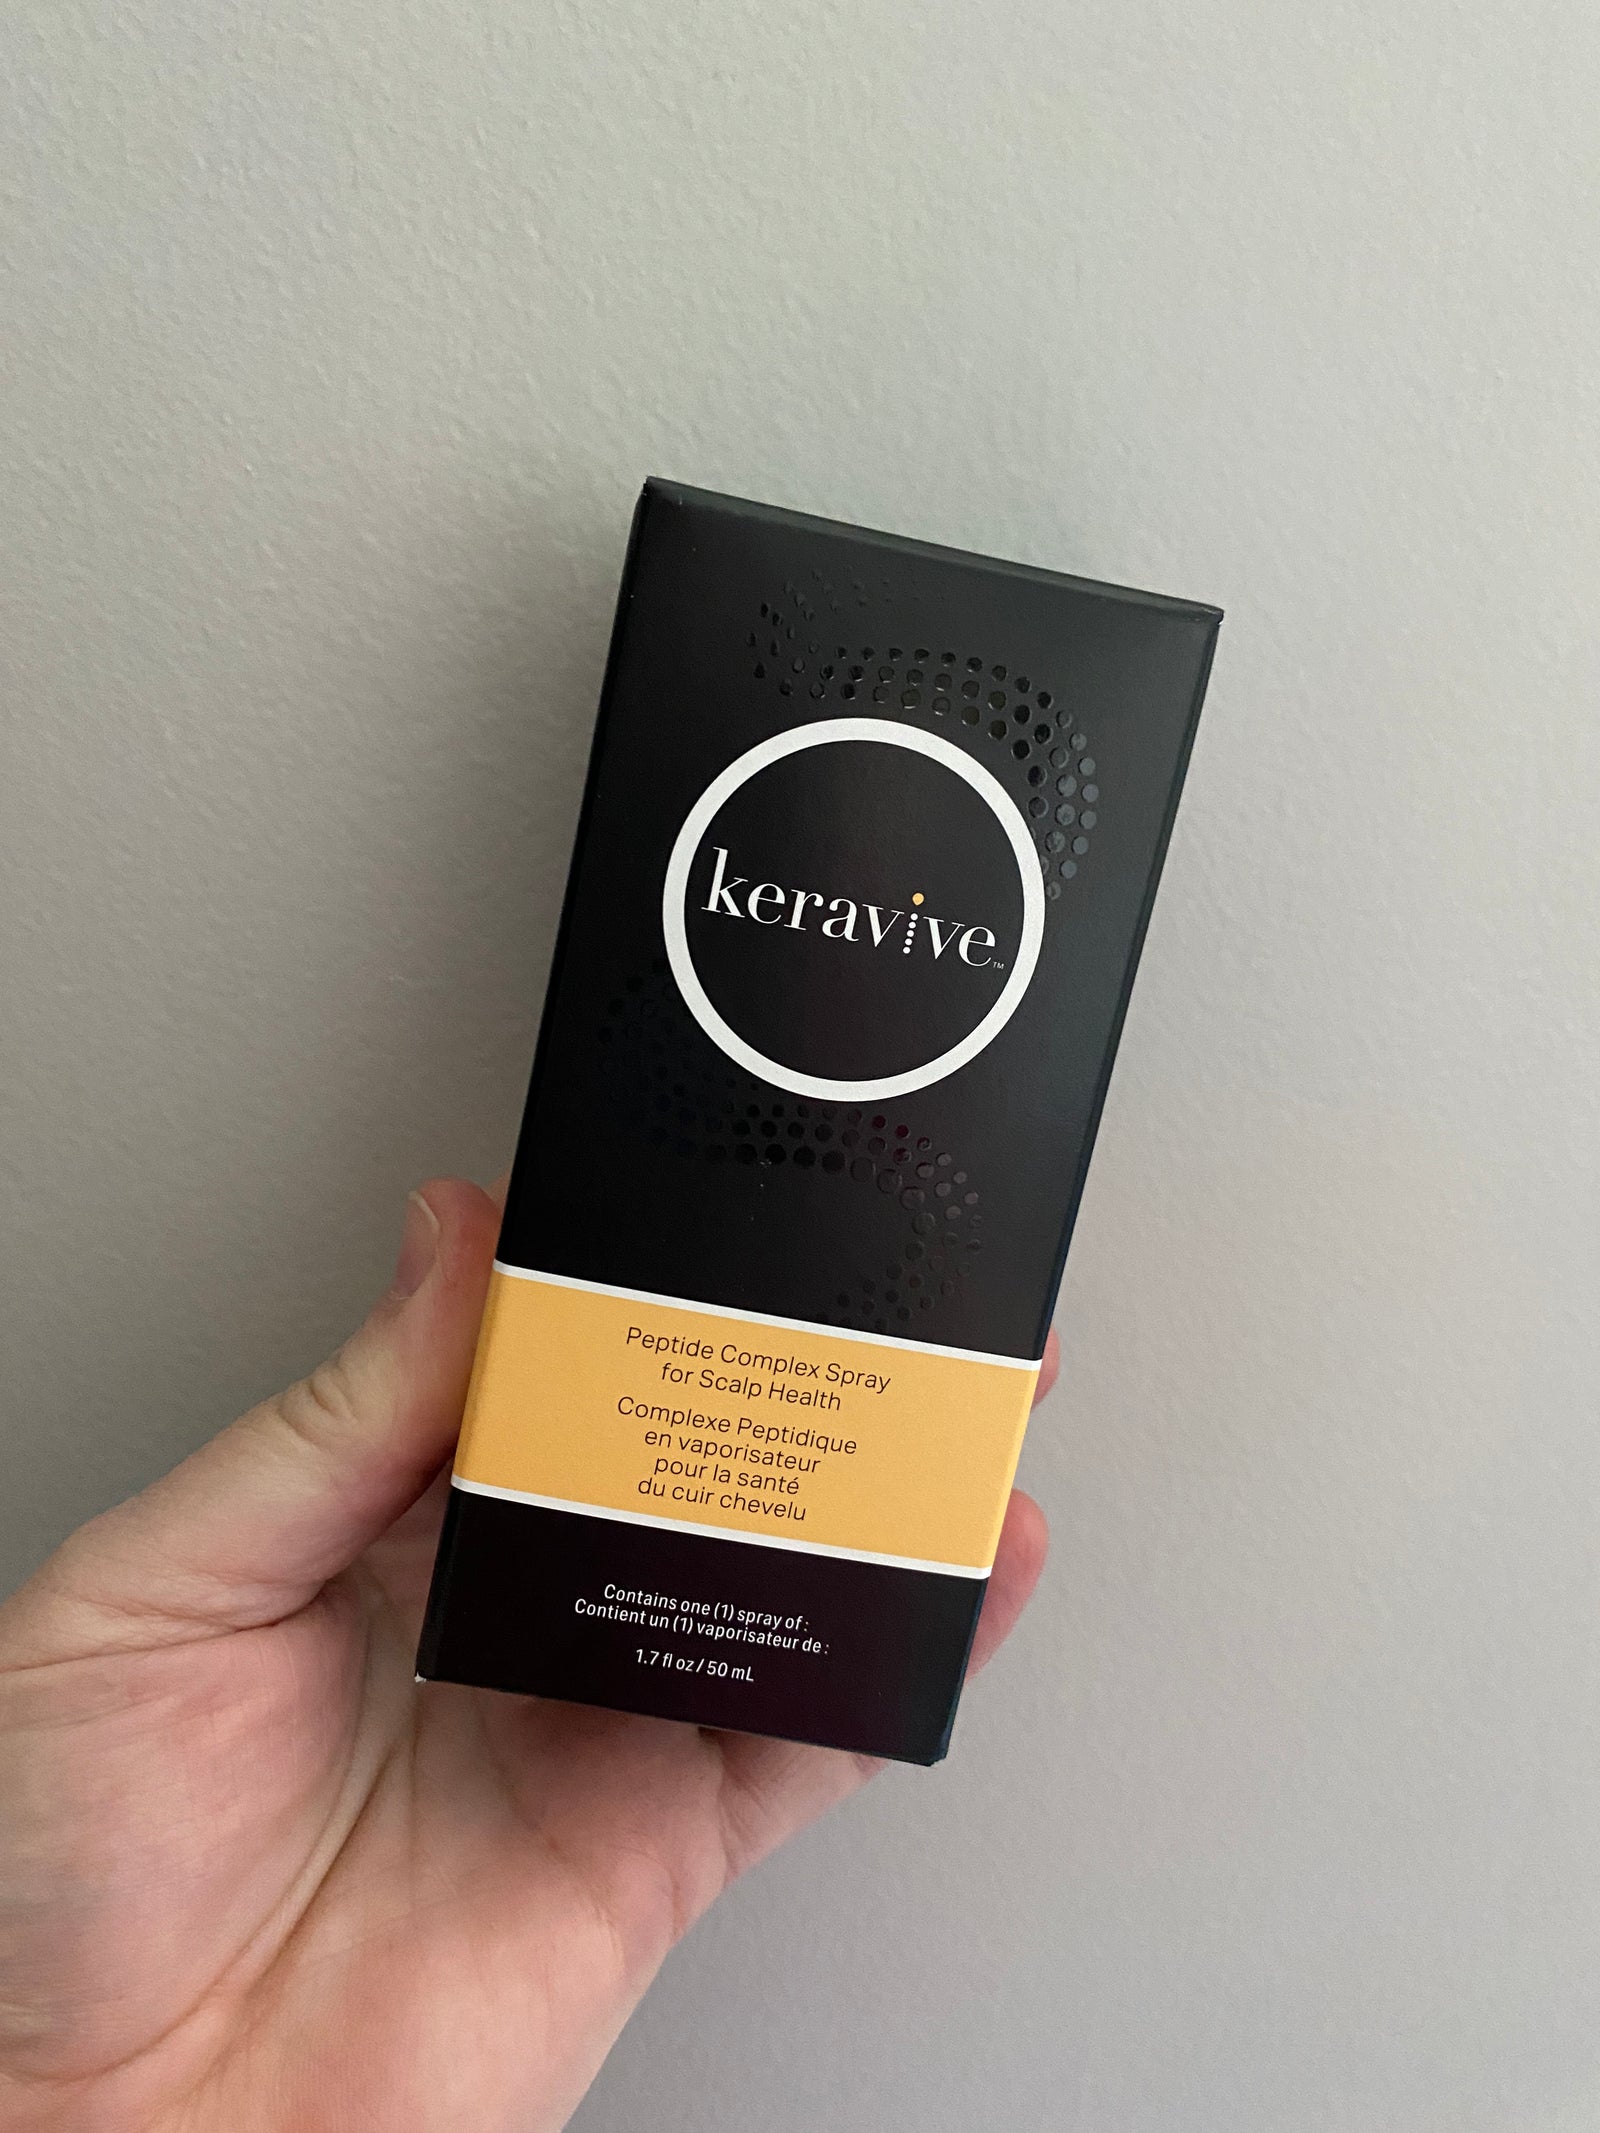 keravive™
Peptide Complex Spray
for Scalp Health
Complexe Peptidique
en vaporisateur
pour la santé
du cuir chevelu
Contains one (1) spray of :
Contient un (1) vaporisateur de :
1.7 fl oz / 50 mL